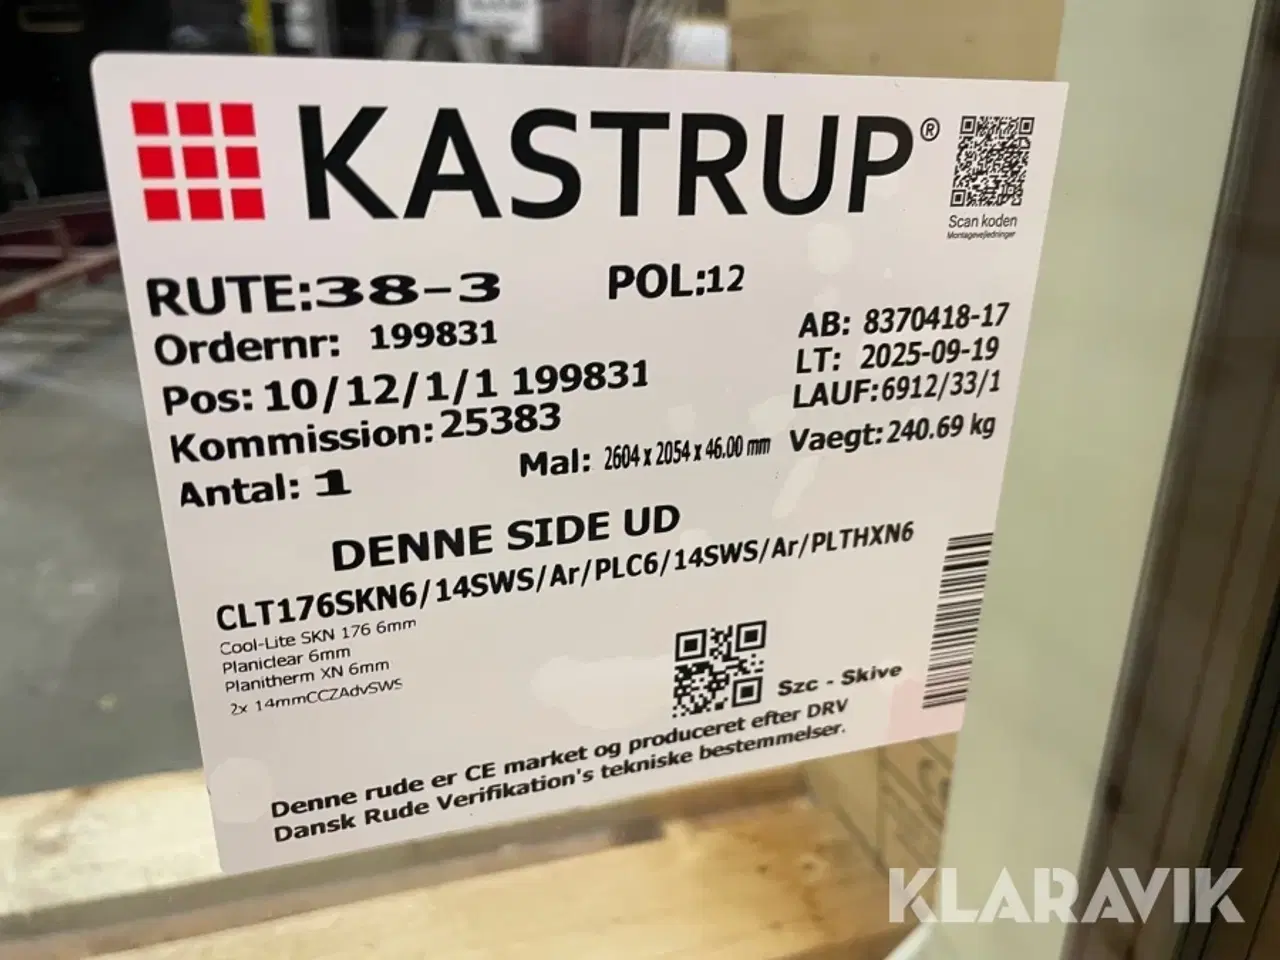 KASTRUP®
Scan koden
Montagevejledninger
RUTE:38-3
POL:12
Ordernr: 199831
AB: 8370418-17
Pos: 10/12/1/1 199831
LT: 2025-09-19
Kommission: 25383
LAUF:6912/33/1
Antal: 1
Mal: 2604 x 2054 x 46.00 mm
Vaegt: 240.69 kg
DENNE SIDE UD
CLT176SKN6/14SWS/Ar/PLC6/14SWS/Ar/PLTHXN6
Cool-Lite SKN 176 6mm
Planiclear 6mm
Planitherm XN 6mm
2x 14mmCCZAdvSWS
Szc - Skive
Denne rude er CE market og produceret efter DRV
Dansk Rude Verifikation's tekniske bestemmelser.
KLARAVIK